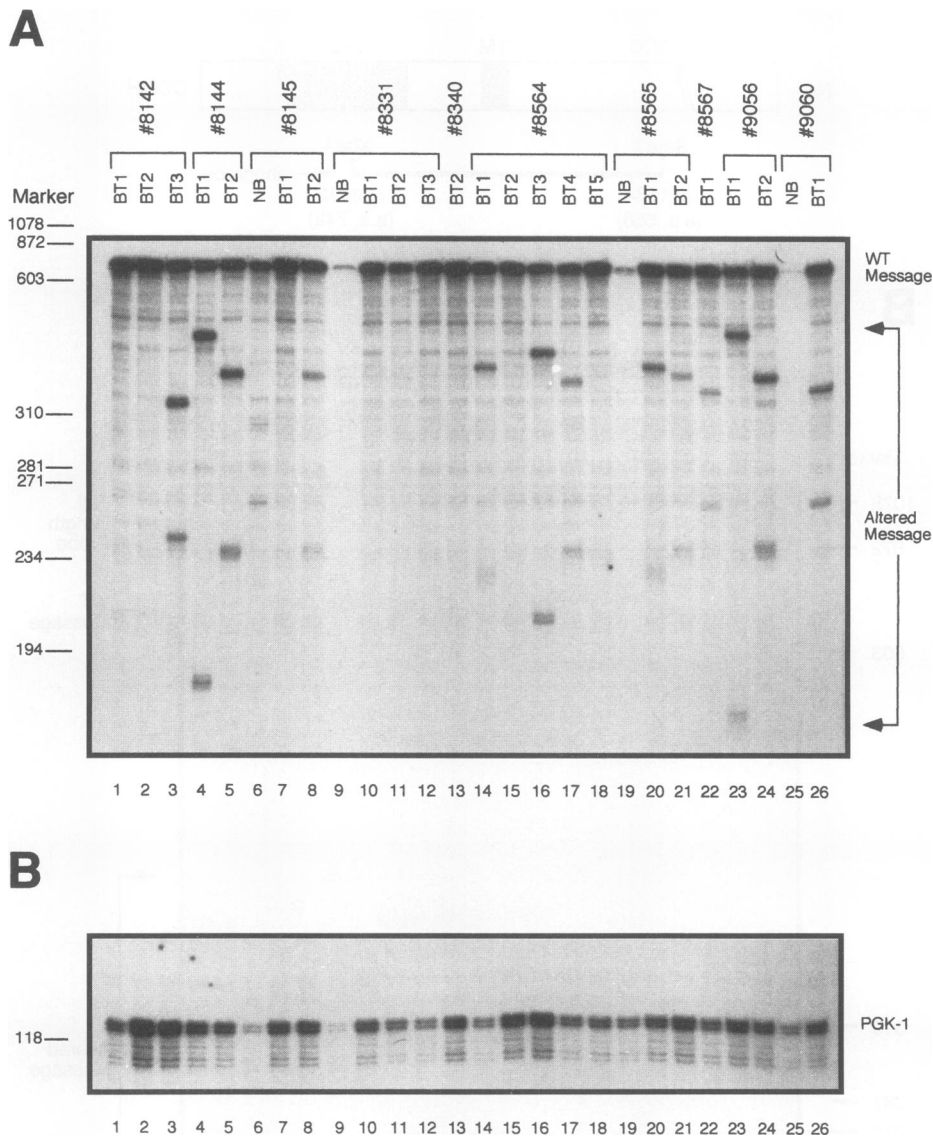 A
#8142 #8144 #8145 #8331 #8340 #8564 #8565 #8567 #9056 #9060
Marker BT1 BT2 BT3 BT1 BT2 NB BT1 BT2 NB BT1 BT2 BT3 BT2 BT1 BT2 BT3 BT4 BT5 NB BT1 BT2 BT1 BT1 BT2 NB BT1
1078
872
603
310
281
271
234
194
WT
Message
Altered
Message
1 2 3 4 5 6 7 8 9 10 11 12 13 14 15 16 17 18 19 20 21 22 23 24 25 26
B
118
PGK-1
1 2 3 4 5 6 7 8 9 10 11 12 13 14 15 16 17 18 19 20 21 22 23 24 25 26